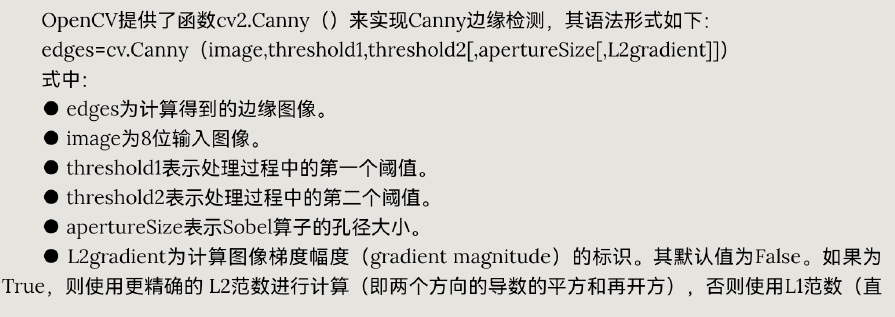 OpenCV提供了函数cv2.Canny（）来实现Canny边缘检测，其语法形式如下：
edges=cv.Canny（image,threshold1,threshold2[,apertureSize[,L2gradient]]）
式中：
● edges为计算得到的边缘图像。
● image为8位输入图像。
● threshold1表示处理过程中的第一个阈值。
● threshold2表示处理过程中的第二个阈值。
● apertureSize表示Sobel算子的孔径大小。
● L2gradient为计算图像梯度幅度（gradient magnitude）的标识。其默认值为False。如果为
True，则使用更精确的 L2范数进行计算（即两个方向的导数的平方和再开方），否则使用L1范数（直